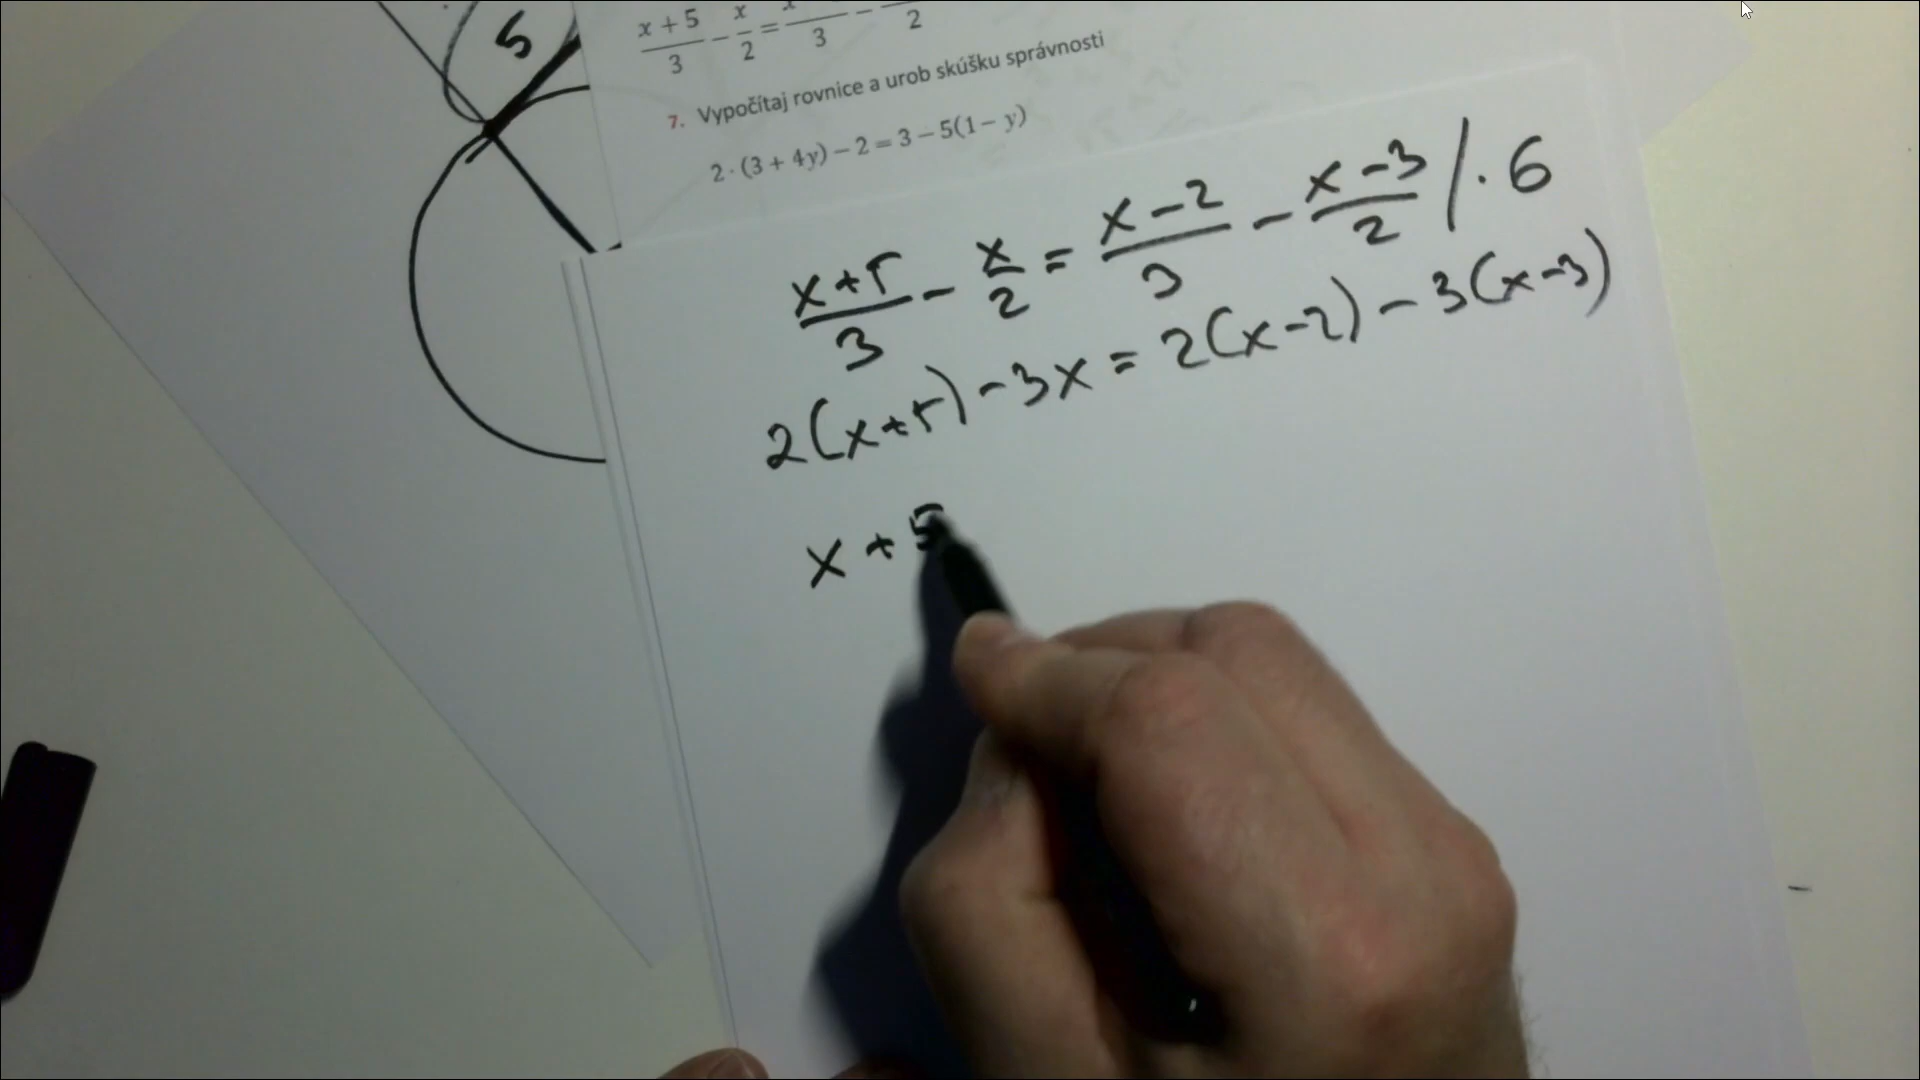 5
x + 5/3 − x/2 = /3 − /2
7. Vypočítaj rovnice a urob skúšku správnosti
2 · (3 + 4y) − 2 = 3 − 5(1 − y)
x+5/3 − x/2 = x−2/3 − x−3/2 / · 6
2(x+5) − 3x = 2(x−2) − 3(x−3)
x + 5